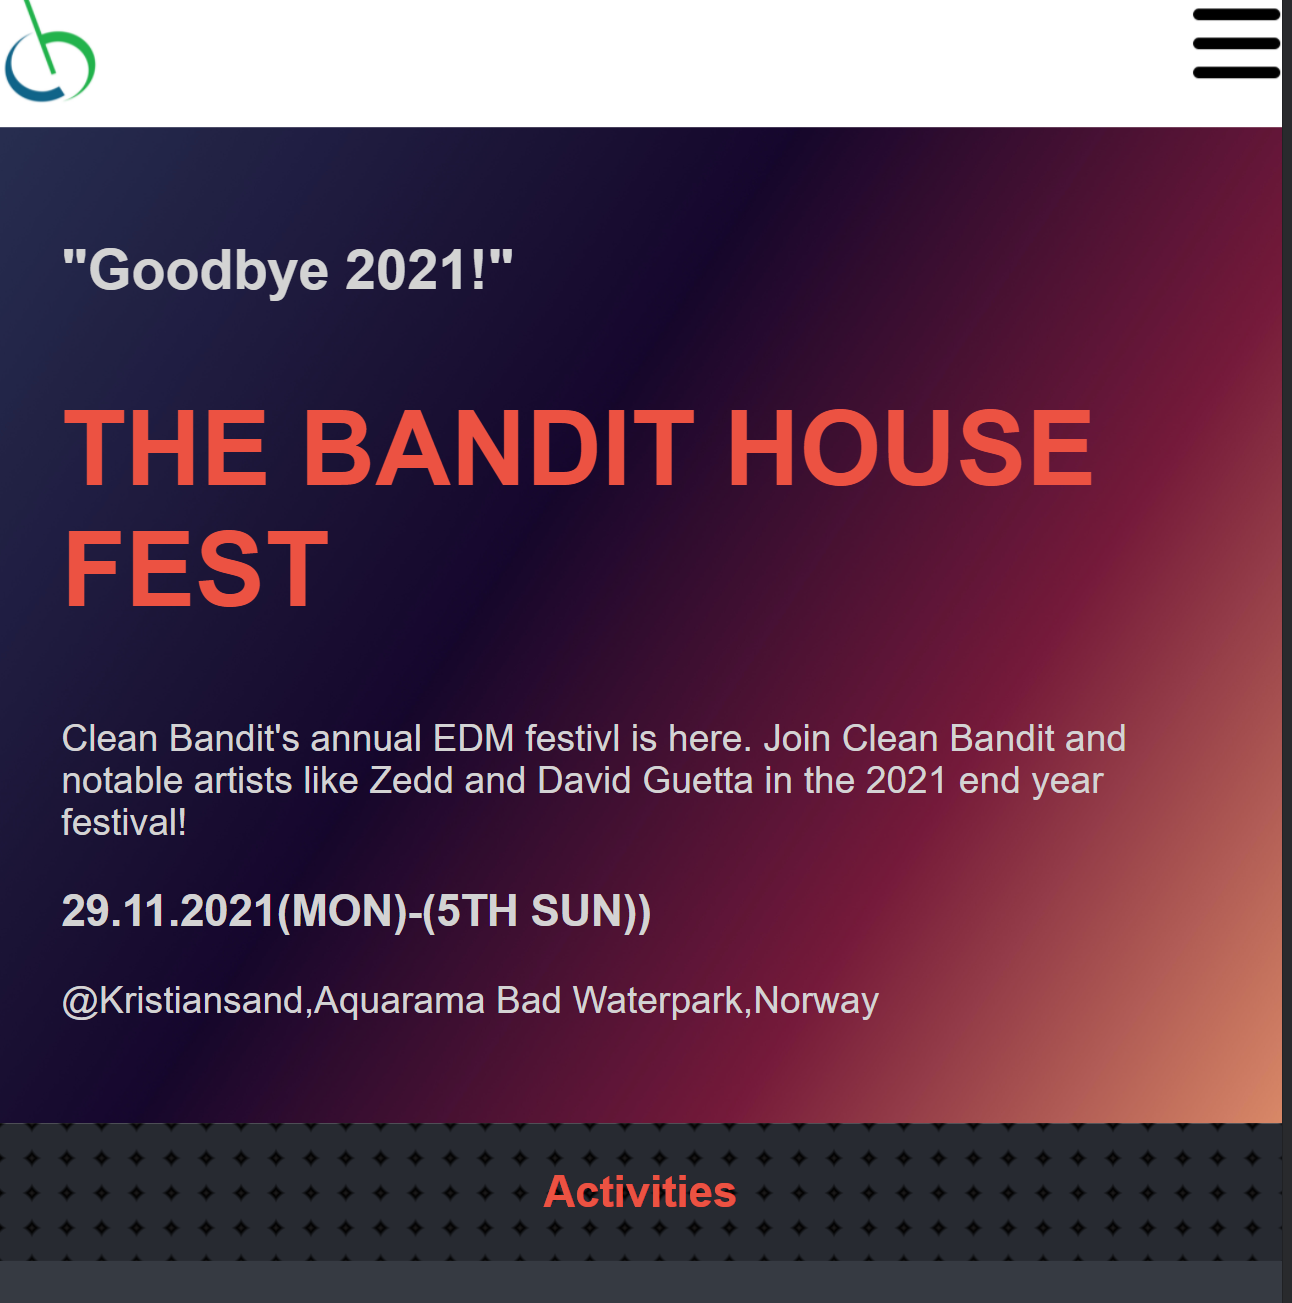 "Goodbye 2021!"
THE BANDIT HOUSE
FEST
Clean Bandit's annual EDM festivl is here. Join Clean Bandit and
notable artists like Zedd and David Guetta in the 2021 end year
festival!
29.11.2021(MON)-(5TH SUN))
@Kristiansand,Aquarama Bad Waterpark,Norway
Activities